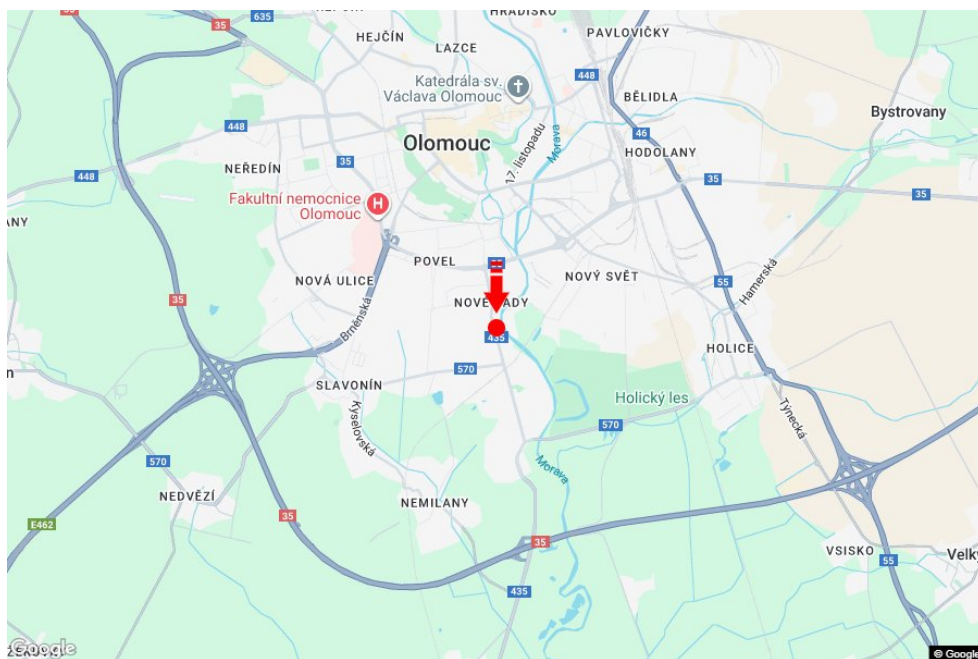 635
35
HEJČÍN
LAZCE
HRADISKO
PAVLOVIČKY
Katedrála sv.
Václava Olomouc
448
BĚLIDLA
Bystrovany
448
Olomouc
17. listopadu
Morava
46
HODOLANY
35
NEŘEDÍN
448
35
35
Fakultní nemocnice
Olomouc
H
ANY
POVEL
NOVÝ SVĚT
Hamerská
NOVÁ ULICE
55
35
Brněnská
435
HOLICE
570
SLAVONÍN
Holický les
Kyselovská
570
Týnecká
570
Morava
NEDVĚZÍ
NEMILANY
E462
35
35
VSISKO
Velký
55
435
Google
© Google